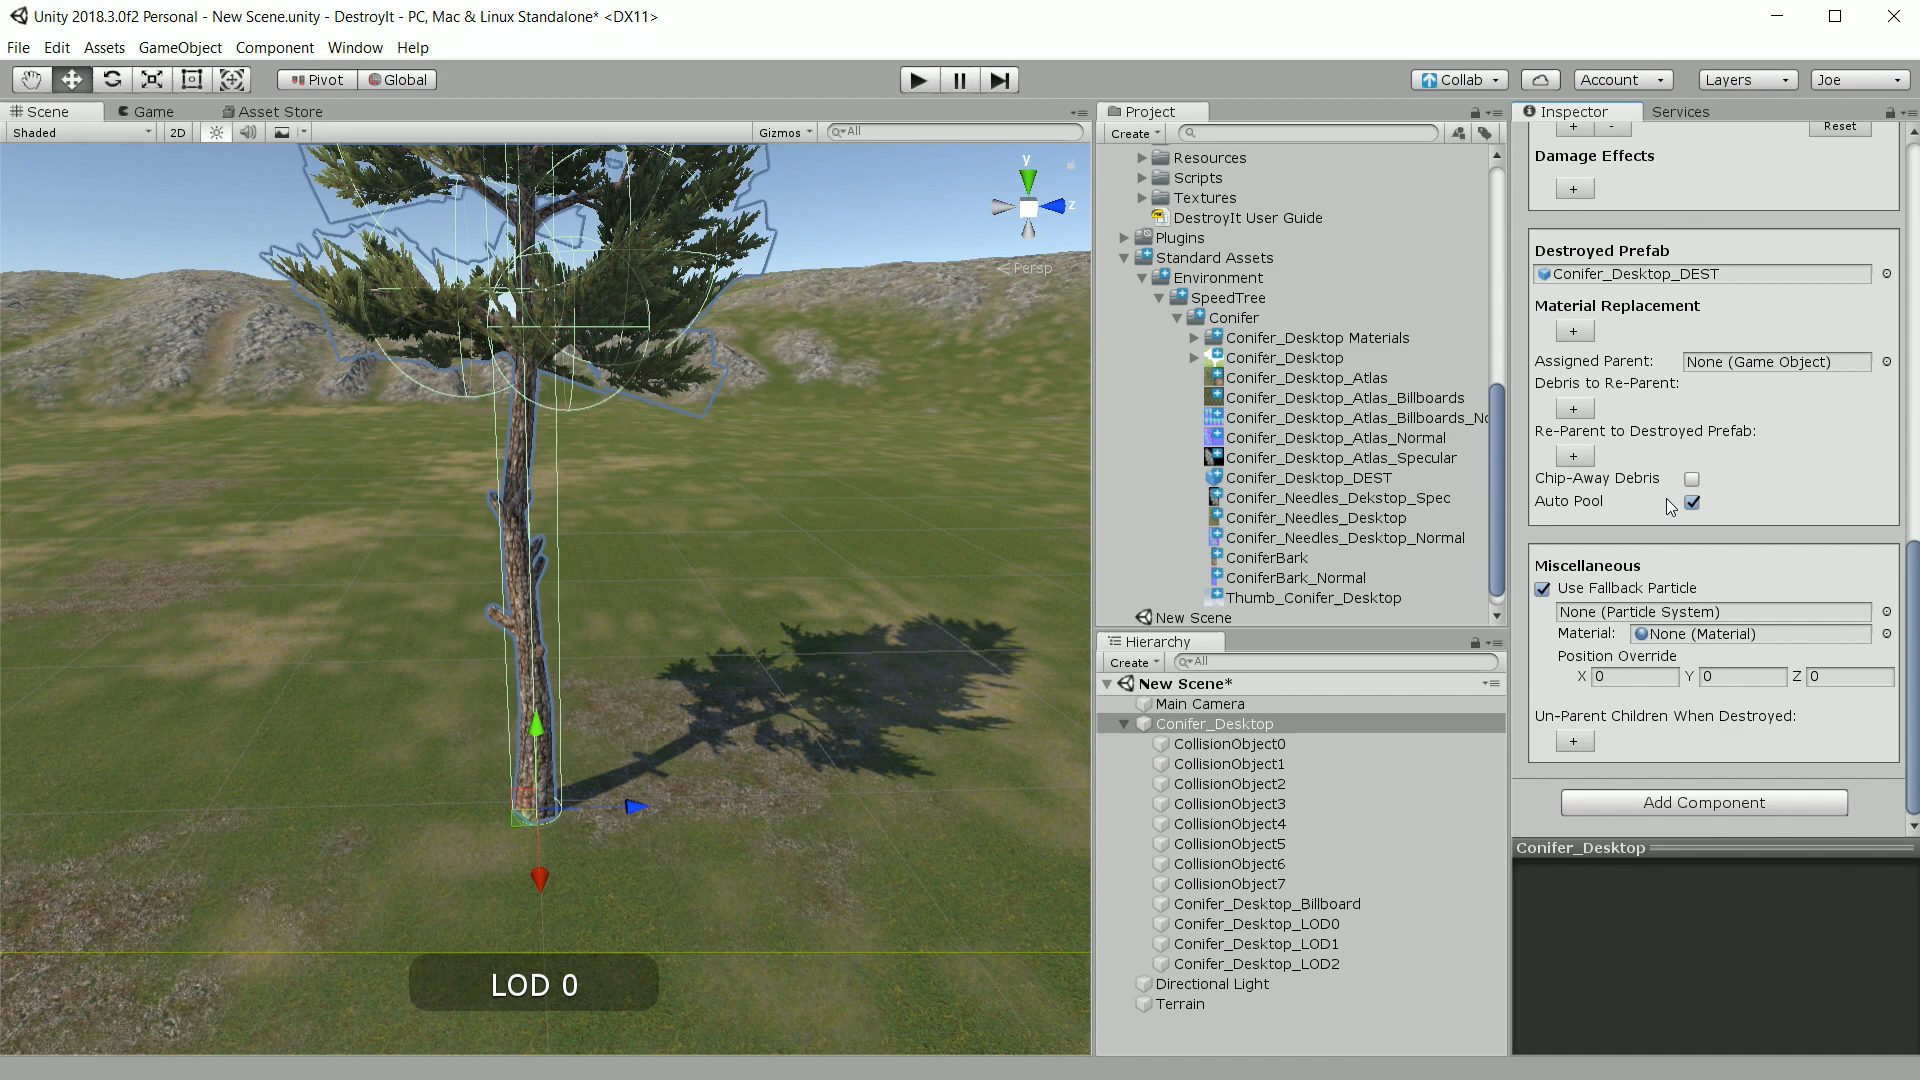 Unity 2018.3.0f2 Personal - New Scene.unity - DestroyIt - PC, Mac & Linux Standalone* <DX11>
File Edit Assets GameObject Component Window Help
Pivot Global Collab Account Layers Joe
Scene Game Asset Store
Shaded 2D Gizmos All
y
z
Persp
LOD 0
Project
Create
Resources
Scripts
Textures
DestroyIt User Guide
Plugins
Standard Assets
Environment
SpeedTree
Conifer
Conifer_Desktop Materials
Conifer_Desktop
Conifer_Desktop_Atlas
Conifer_Desktop_Atlas_Billboards
Conifer_Desktop_Atlas_Billboards_No
Conifer_Desktop_Atlas_Normal
Conifer_Desktop_Atlas_Specular
Conifer_Desktop_DEST
Conifer_Needles_Dekstop_Spec
Conifer_Needles_Desktop
Conifer_Needles_Desktop_Normal
ConiferBark
ConiferBark_Normal
Thumb_Conifer_Desktop
New Scene
Hierarchy
Create All
New Scene*
Main Camera
Conifer_Desktop
CollisionObject0
CollisionObject1
CollisionObject2
CollisionObject3
CollisionObject4
CollisionObject5
CollisionObject6
CollisionObject7
Conifer_Desktop_Billboard
Conifer_Desktop_LOD0
Conifer_Desktop_LOD1
Conifer_Desktop_LOD2
Directional Light
Terrain
Inspector Services
+ - Reset
Damage Effects
+
Destroyed Prefab
Conifer_Desktop_DEST
Material Replacement
+
Assigned Parent: None (Game Object)
Debris to Re-Parent:
+
Re-Parent to Destroyed Prefab:
+
Chip-Away Debris
Auto Pool
Miscellaneous
Use Fallback Particle
None (Particle System)
Material: None (Material)
Position Override
X 0 Y 0 Z 0
Un-Parent Children When Destroyed:
+
Add Component
Conifer_Desktop